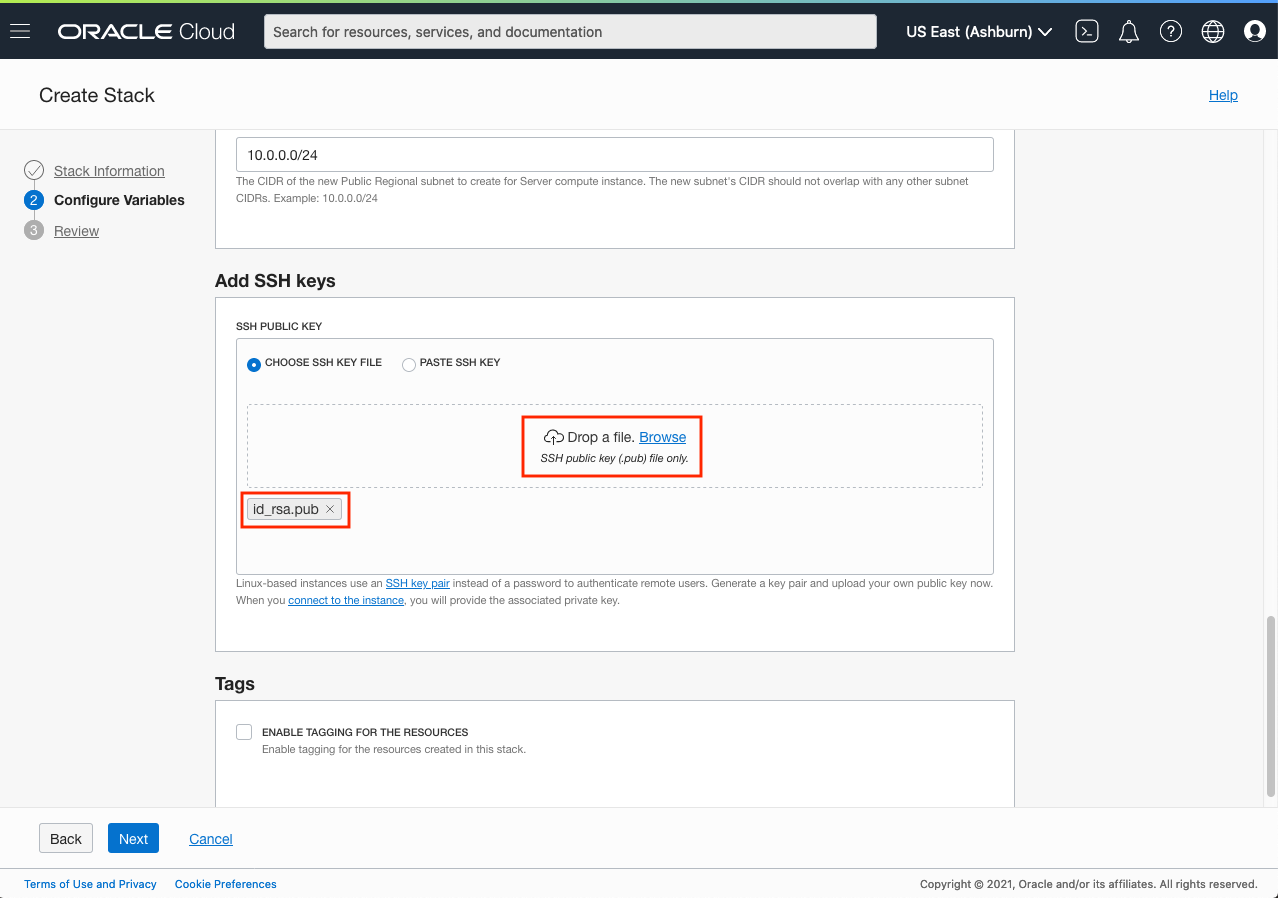 ORACLE Cloud
Search for resources, services, and documentation
US East (Ashburn)
Create Stack
Help
Stack Information
2 Configure Variables
3 Review
10.0.0.0/24
The CIDR of the new Public Regional subnet to create for Server compute instance. The new subnet's CIDR should not overlap with any other subnet
CIDRs. Example: 10.0.0.0/24
Add SSH keys
SSH PUBLIC KEY
CHOOSE SSH KEY FILE PASTE SSH KEY
Drop a file. Browse
SSH public key (.pub) file only.
id_rsa.pub ×
Linux-based instances use an SSH key pair instead of a password to authenticate remote users. Generate a key pair and upload your own public key now.
When you connect to the instance, you will provide the associated private key.
Tags
ENABLE TAGGING FOR THE RESOURCES
Enable tagging for the resources created in this stack.
Back Next Cancel
Terms of Use and Privacy Cookie Preferences
Copyright © 2021, Oracle and/or its affiliates. All rights reserved.